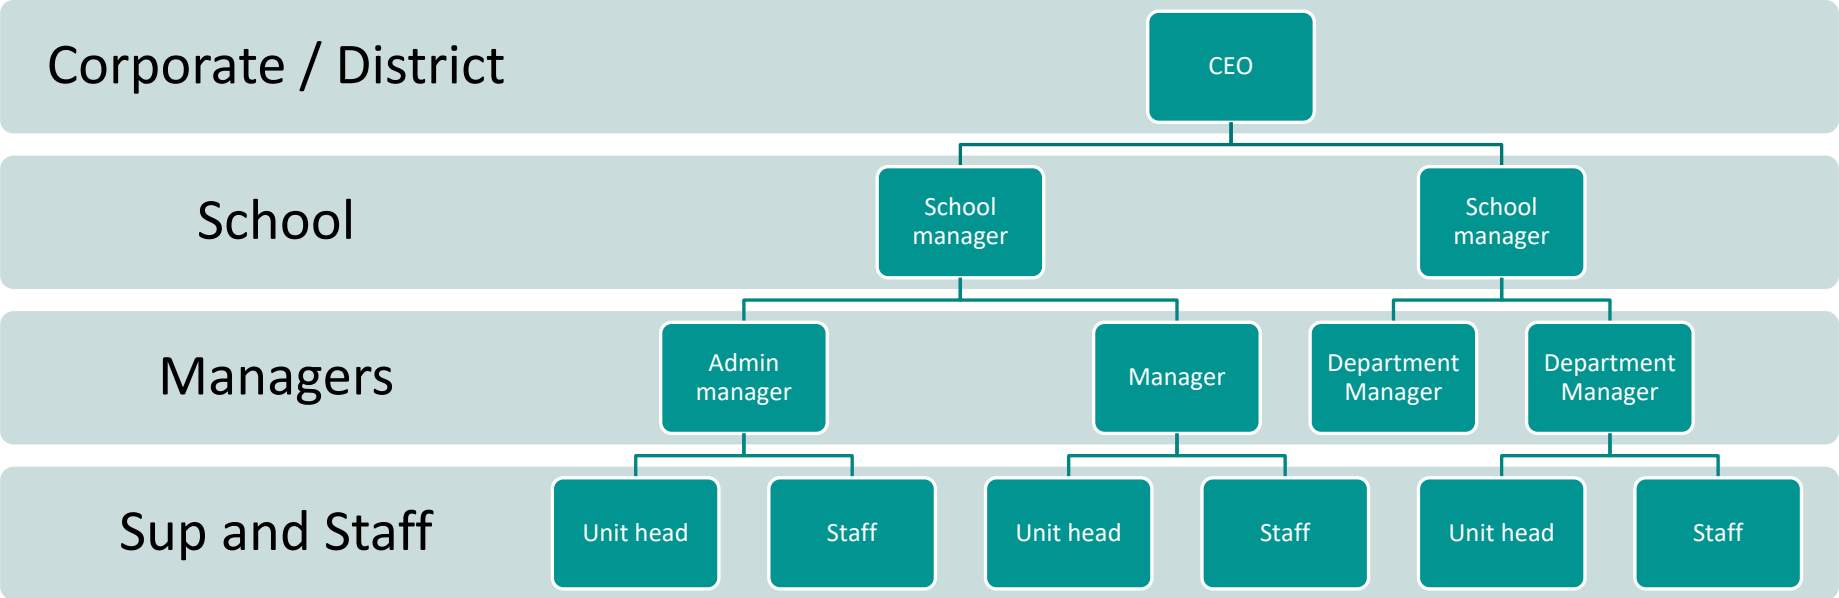 Corporate / District
CEO
School
School
manager
School
manager
Managers
Admin
manager
Manager
Department
Manager
Department
Manager
Sup and Staff
Unit head
Staff
Unit head
Staff
Unit head
Staff